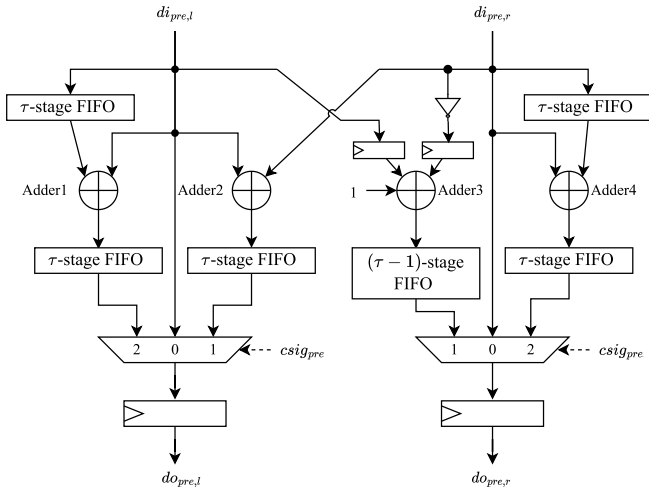 di_{pre,l}
di_{pre,r}
τ-stage FIFO
τ-stage FIFO
Adder1
Adder2
1
Adder3
Adder4
τ-stage FIFO
τ-stage FIFO
(τ − 1)-stage
FIFO
τ-stage FIFO
2 0 1
csig_{pre}
1 0 2
csig_{pre}
do_{pre,l}
do_{pre,r}